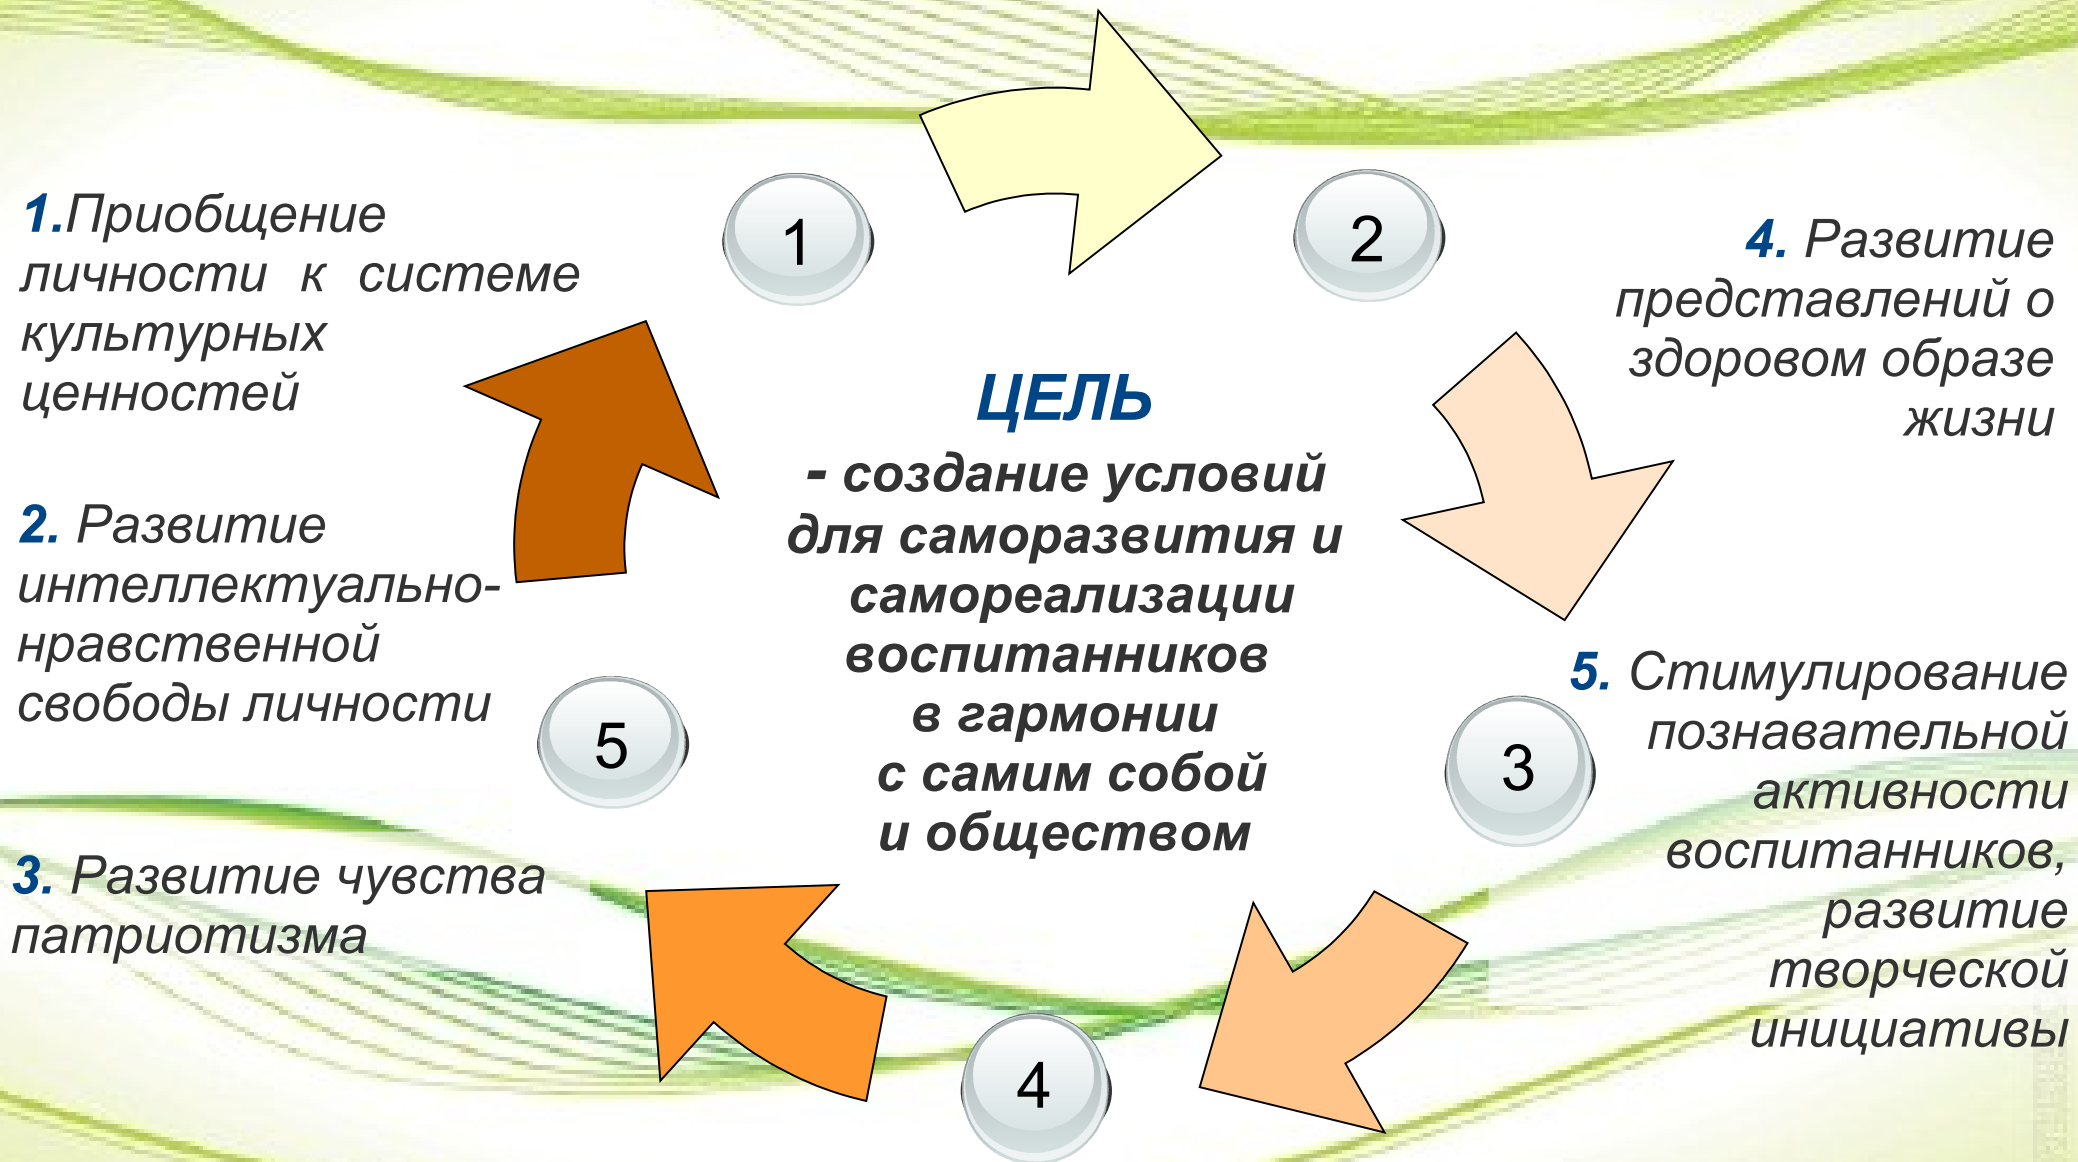 1.Приобщение
личности к системе
культурных
ценностей
2. Развитие
интеллектуально-
нравственной
свободы личности
3. Развитие чувства
патриотизма
1
2
3
4
5
ЦЕЛЬ
- создание условий
для саморазвития и
самореализации
воспитанников
в гармонии
с самим собой
и обществом
4. Развитие
представлений о
здоровом образе
жизни
5. Стимулирование
познавательной
активности
воспитанников,
развитие
творческой
инициативы